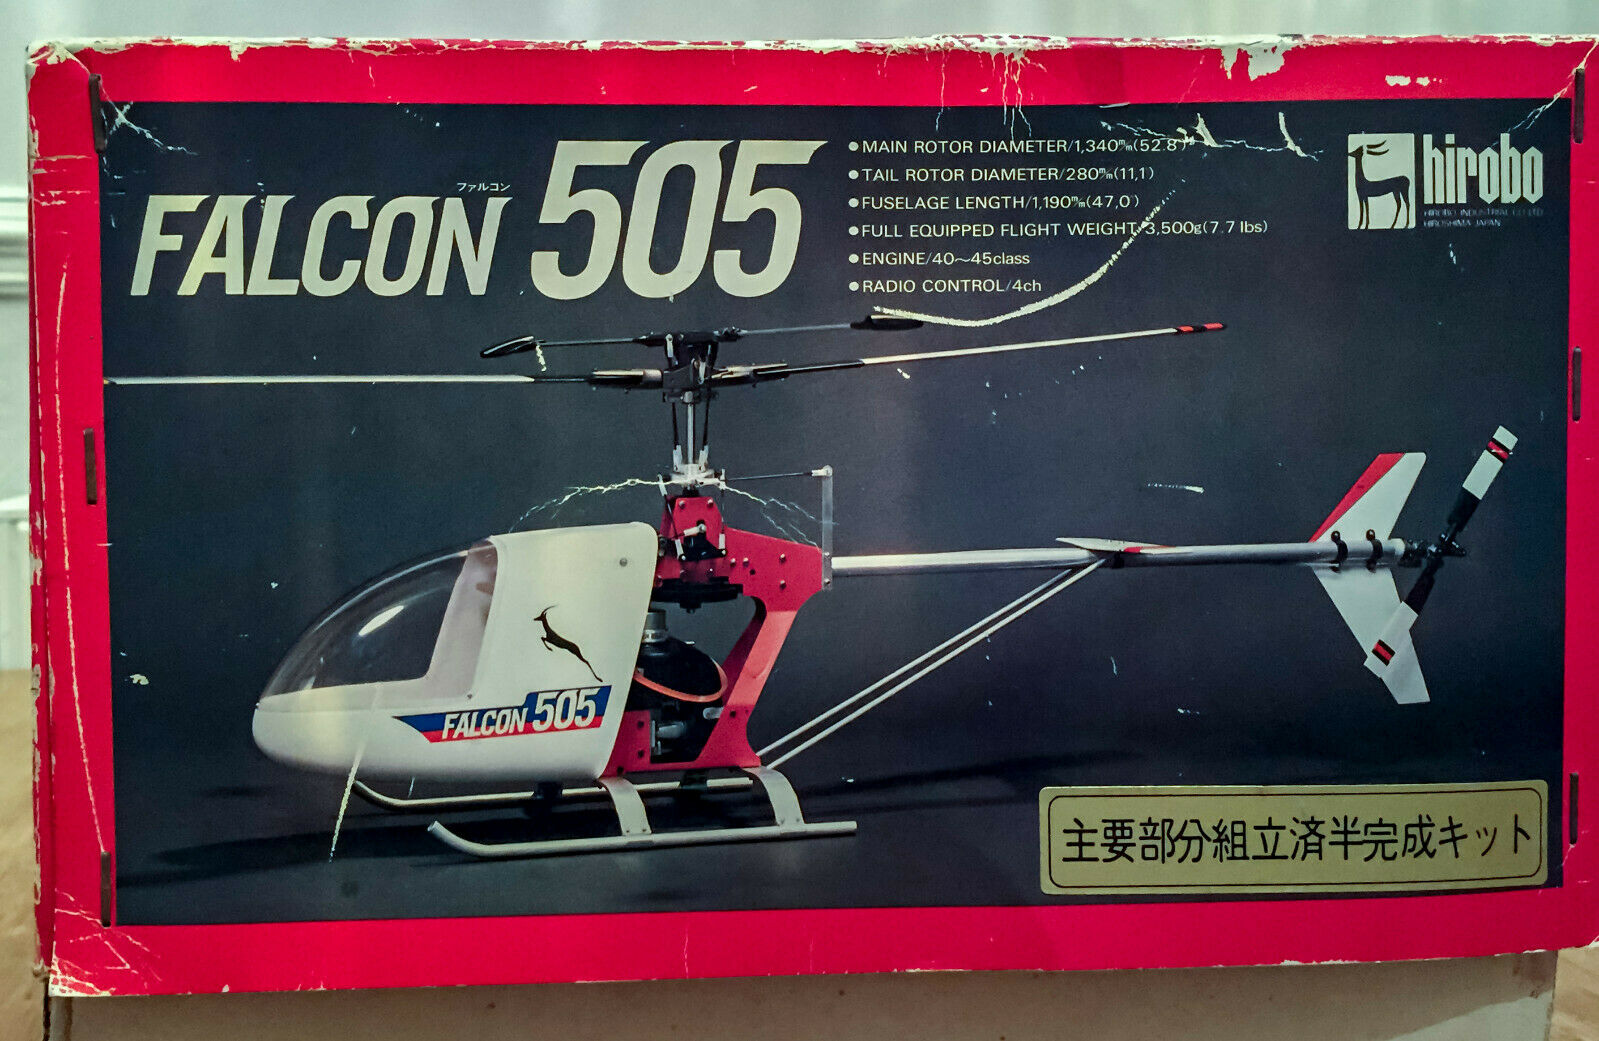 ファルコン
FALCON 505
●MAIN ROTOR DIAMETER/1,340㎜(52.8″)
●TAIL ROTOR DIAMETER/280㎜(11,1)
●FUSELAGE LENGTH/1,190㎜(47,0″)
●FULL EQUIPPED FLIGHT WEIGHT/3,500g(7.7 lbs)
●ENGINE/40〜45class
●RADIO CONTROL/4ch
hirobo
HIROBO INDUSTRIAL CO LTD
HIROSHIMA JAPAN
FALCON 505
主要部分組立済半完成キット